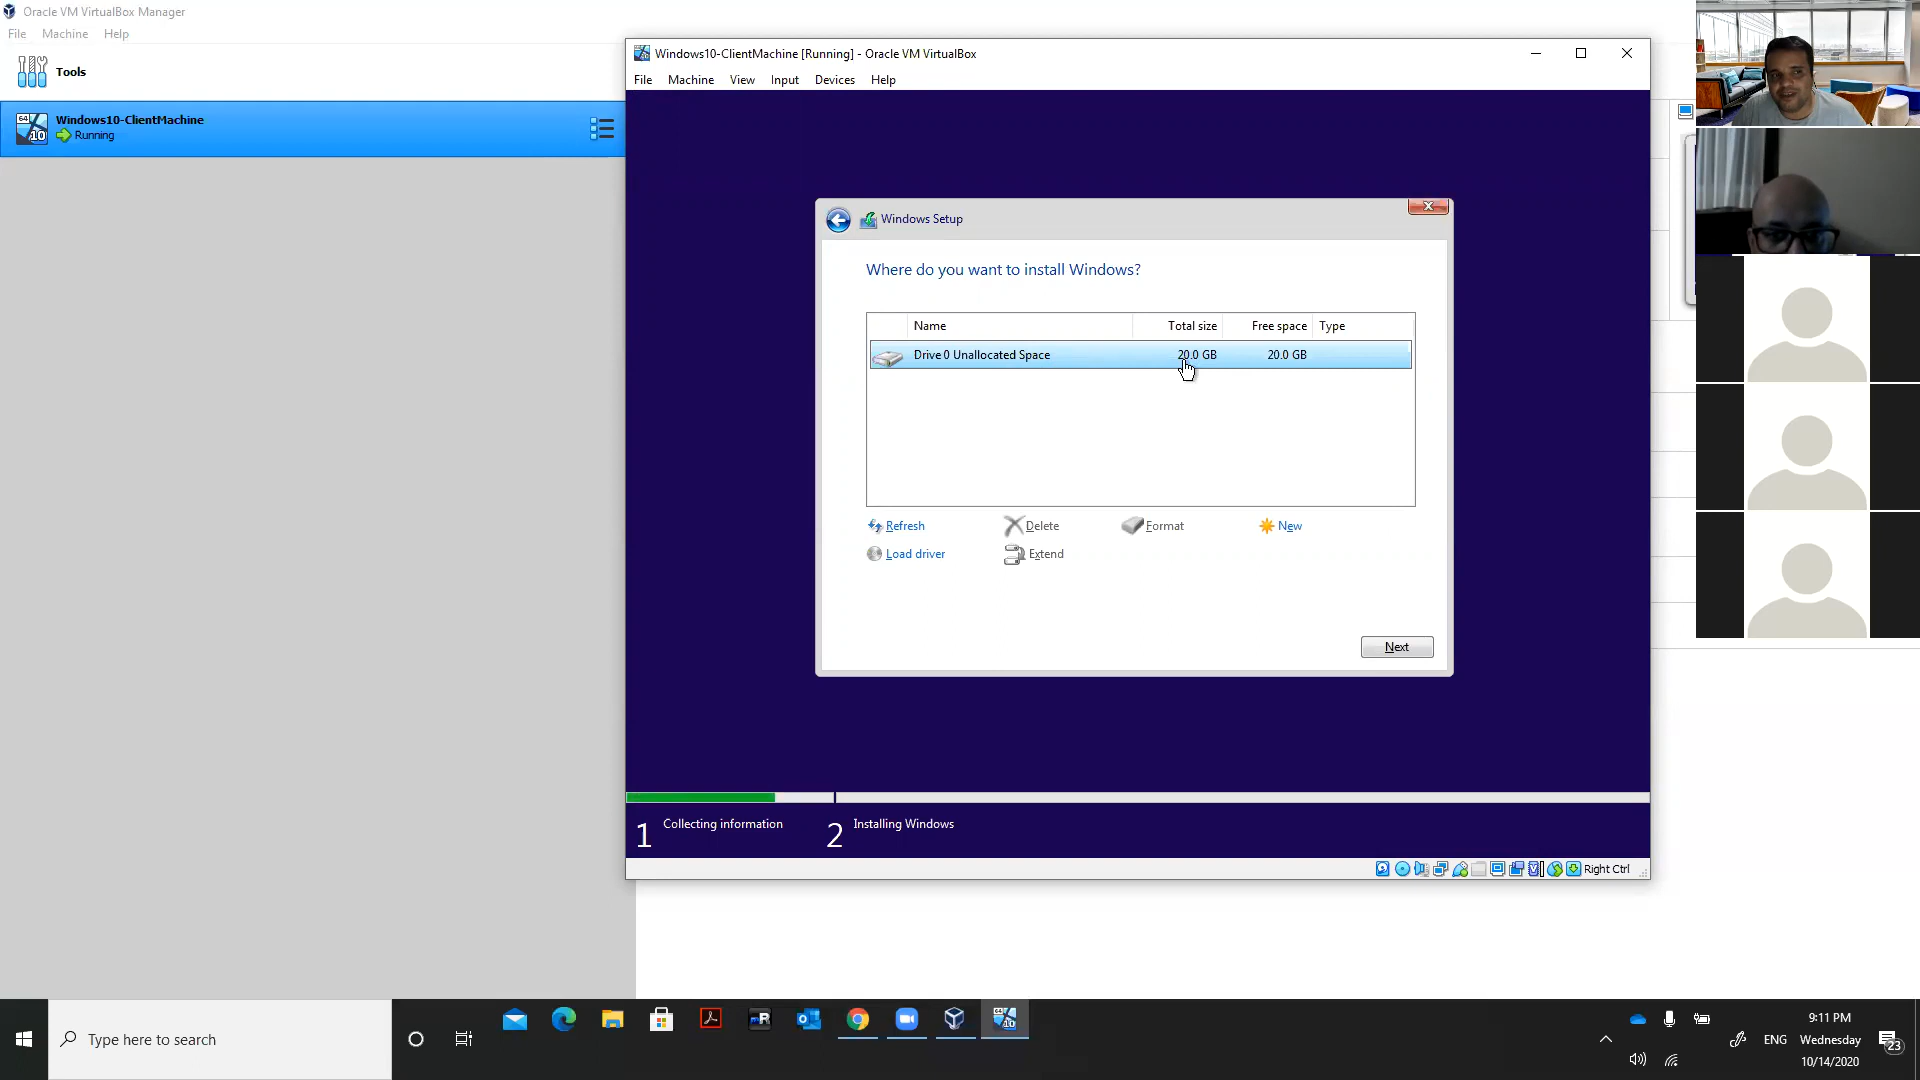 Oracle VM VirtualBox Manager
File Machine Help
Tools
64
10
Windows10-ClientMachine
Running
Windows10-ClientMachine [Running] - Oracle VM VirtualBox
File Machine View Input Devices Help
Windows Setup
Where do you want to install Windows?
Name Total size Free space Type
Drive 0 Unallocated Space 20.0 GB 20.0 GB
Refresh Delete Format New
Load driver Extend
Next
1 Collecting information 2 Installing Windows
Right Ctrl
Type here to search
R
64
10
9:11 PM
ENG Wednesday
10/14/2020
23